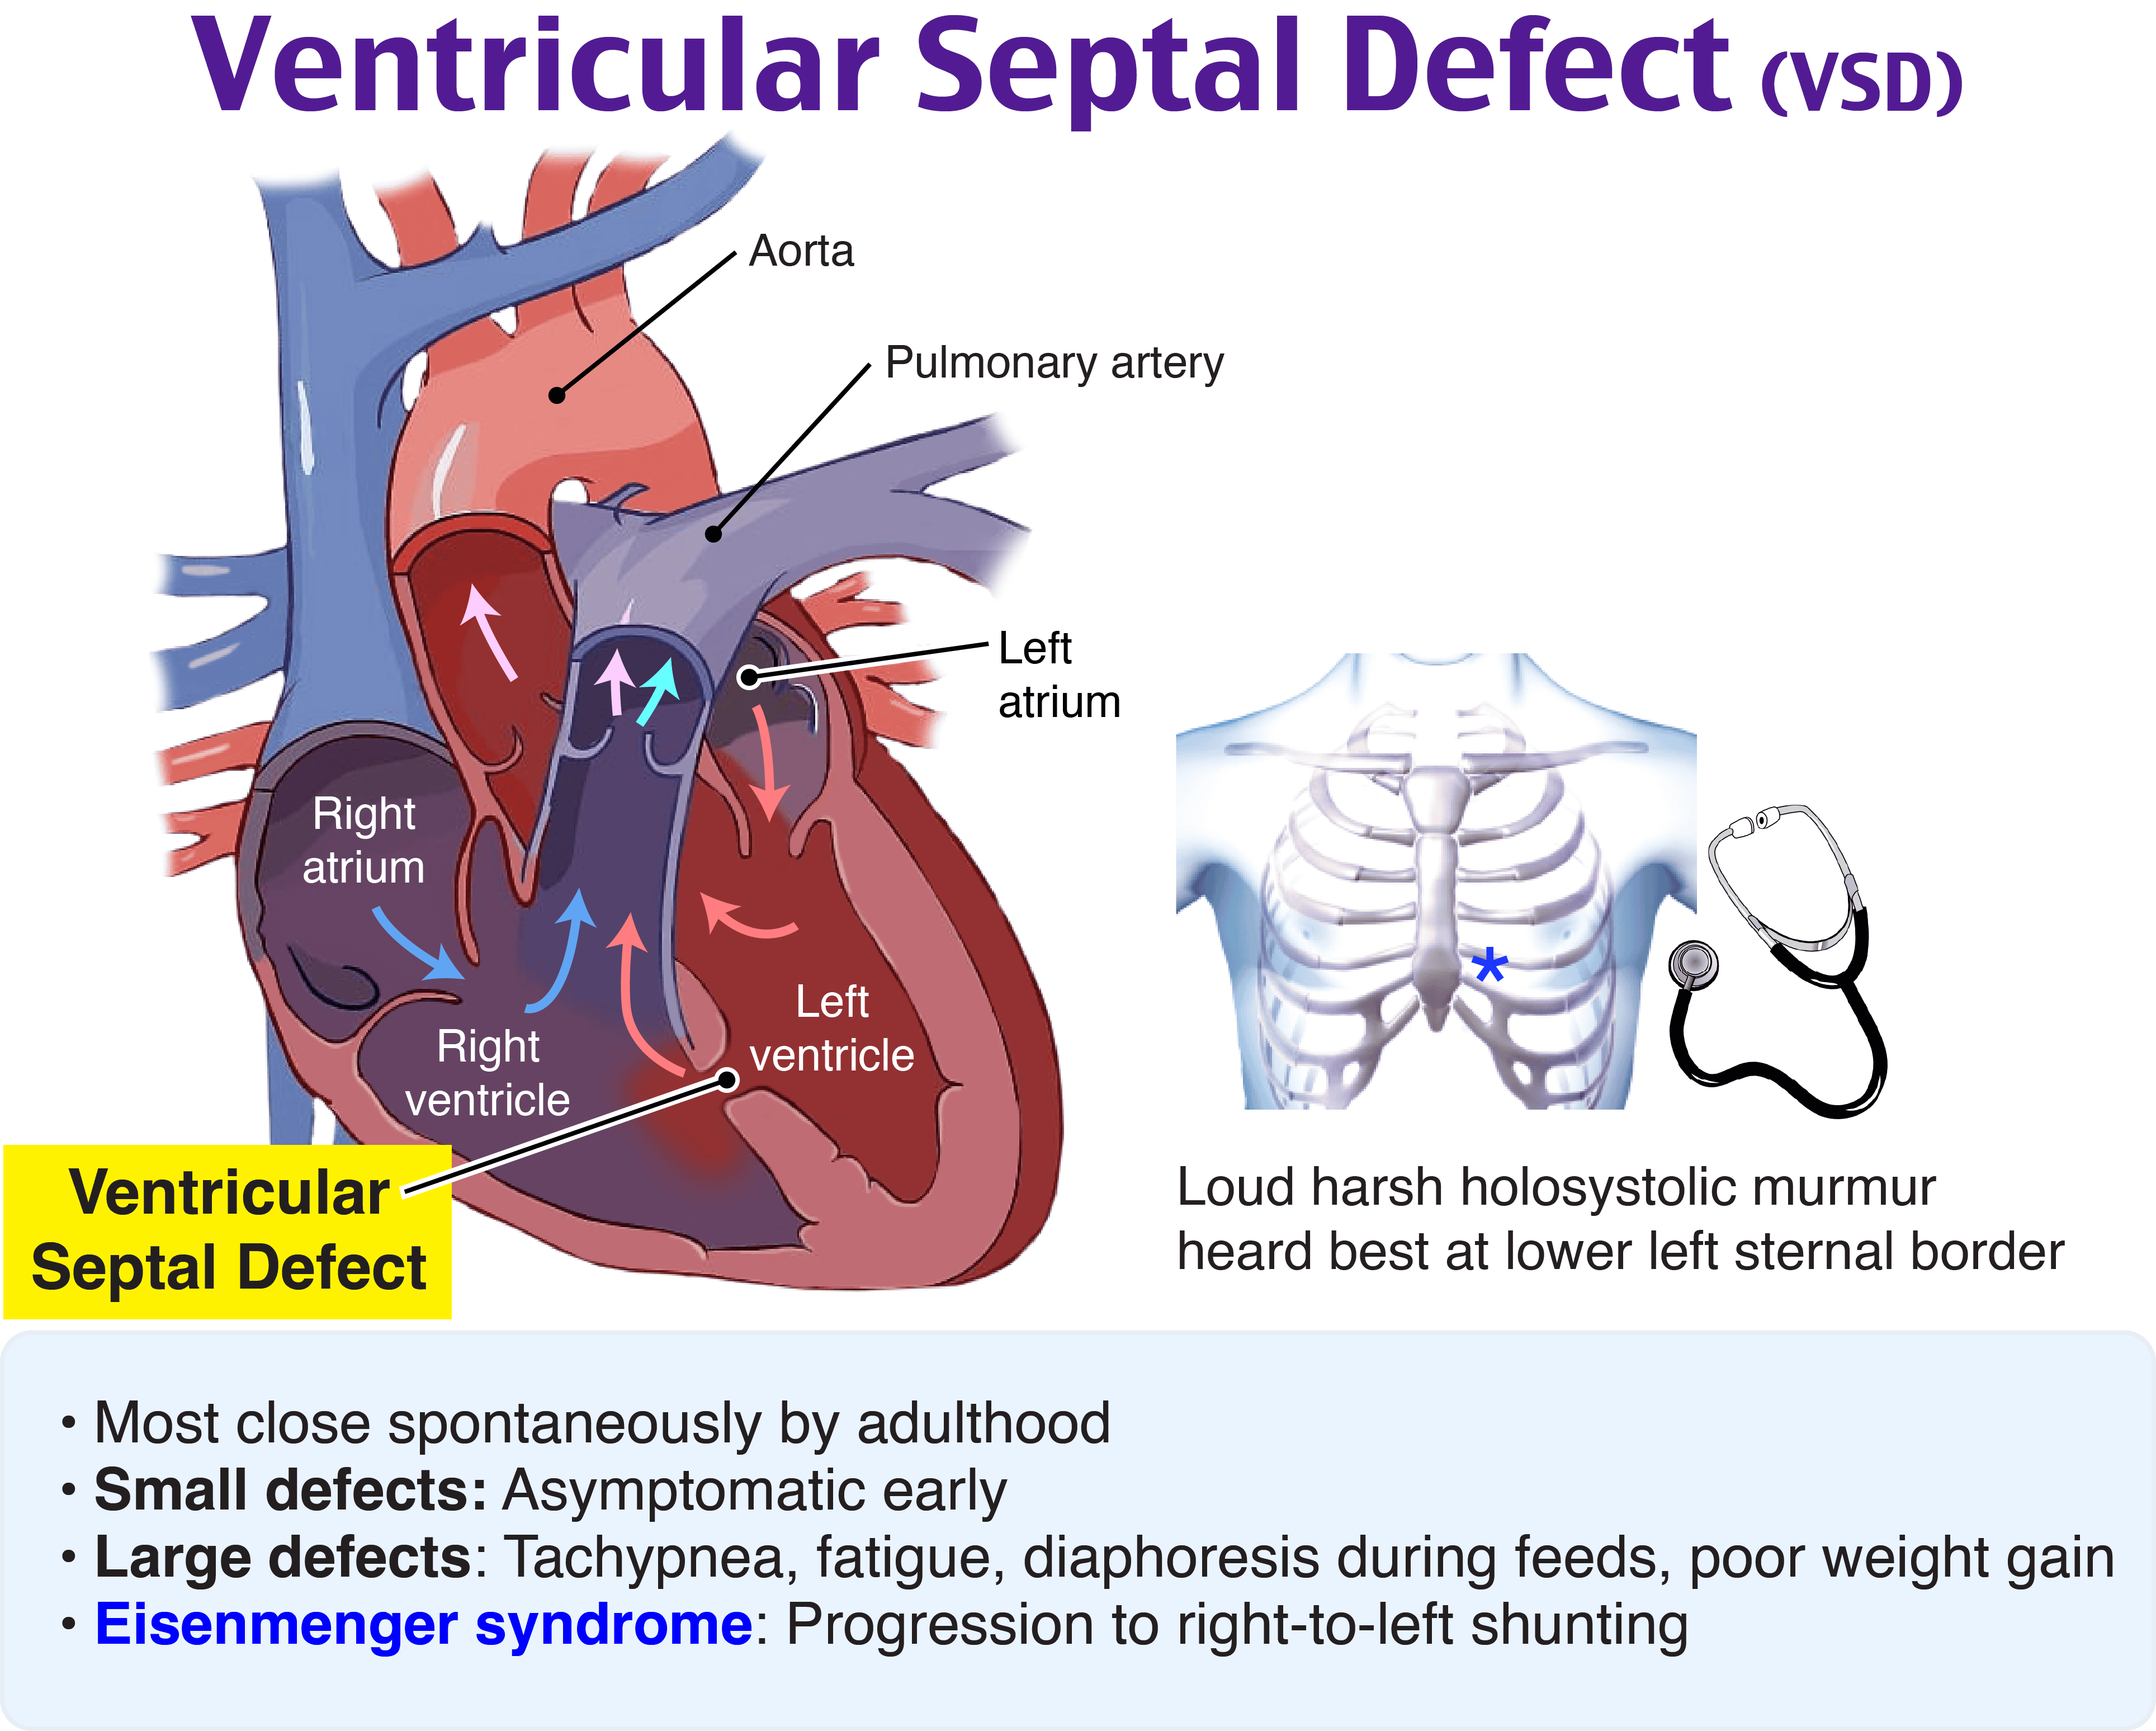 Ventricular Septal Defect (VSD)
Aorta
Pulmonary artery
Left
atrium
Right
atrium
Left
ventricle
Right
ventricle
Ventricular
Septal Defect
*
Loud harsh holosystolic murmur
heard best at lower left sternal border
• Most close spontaneously by adulthood
• Small defects: Asymptomatic early
• Large defects: Tachypnea, fatigue, diaphoresis during feeds, poor weight gain
• Eisenmenger syndrome: Progression to right-to-left shunting